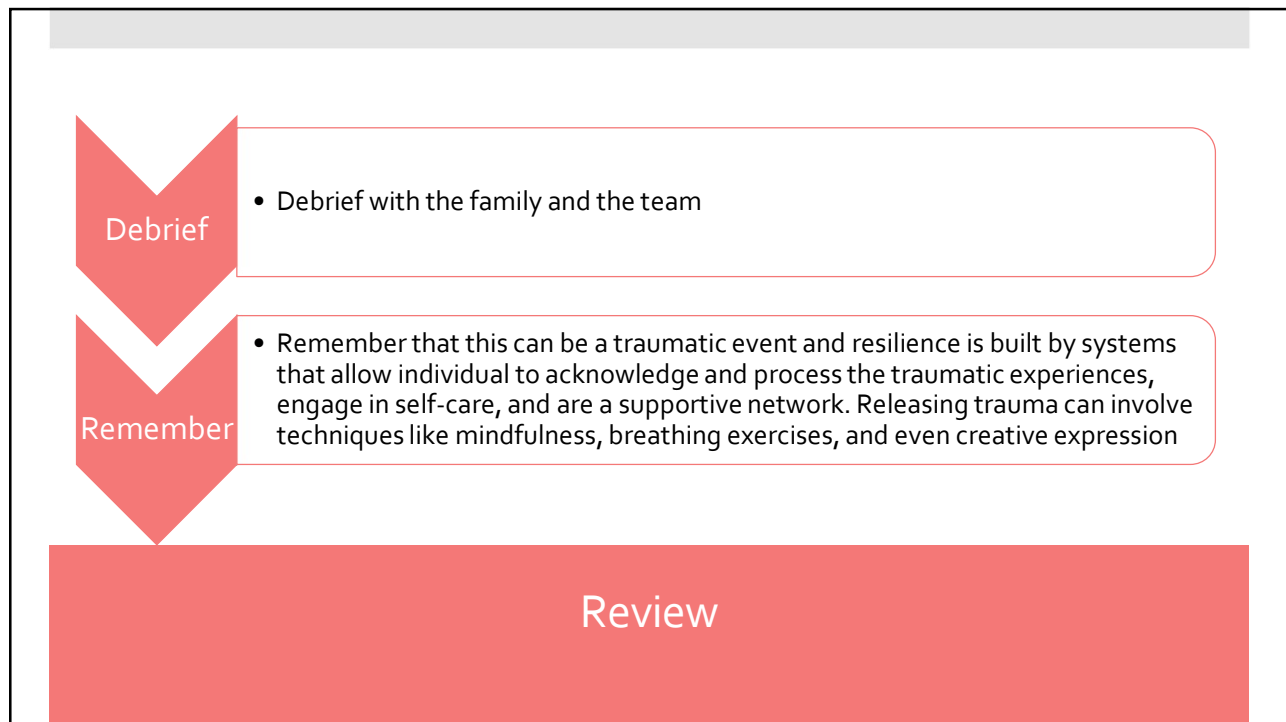 Debrief
• Debrief with the family and the team
Remember
• Remember that this can be a traumatic event and resilience is built by systems
that allow individual to acknowledge and process the traumatic experiences,
engage in self-care, and are a supportive network. Releasing trauma can involve
techniques like mindfulness, breathing exercises, and even creative expression
Review